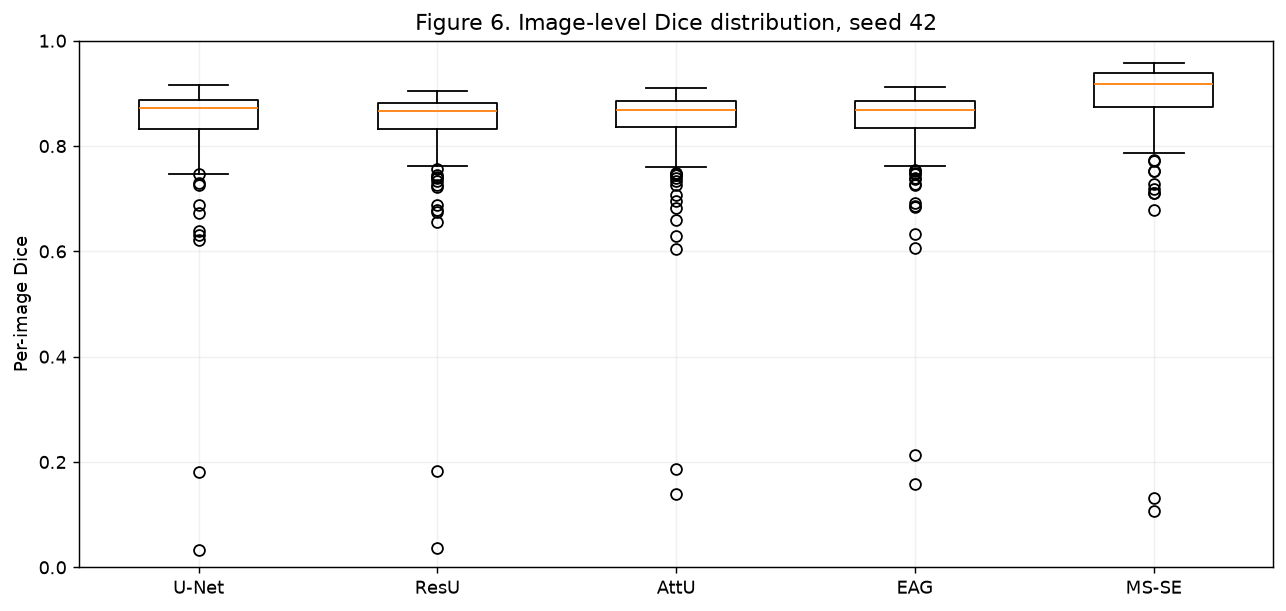 Figure 6. Image-level Dice distribution, seed 42
Per-image Dice
1.0
0.8
0.6
0.4
0.2
0.0
U-Net ResU AttU EAG MS-SE